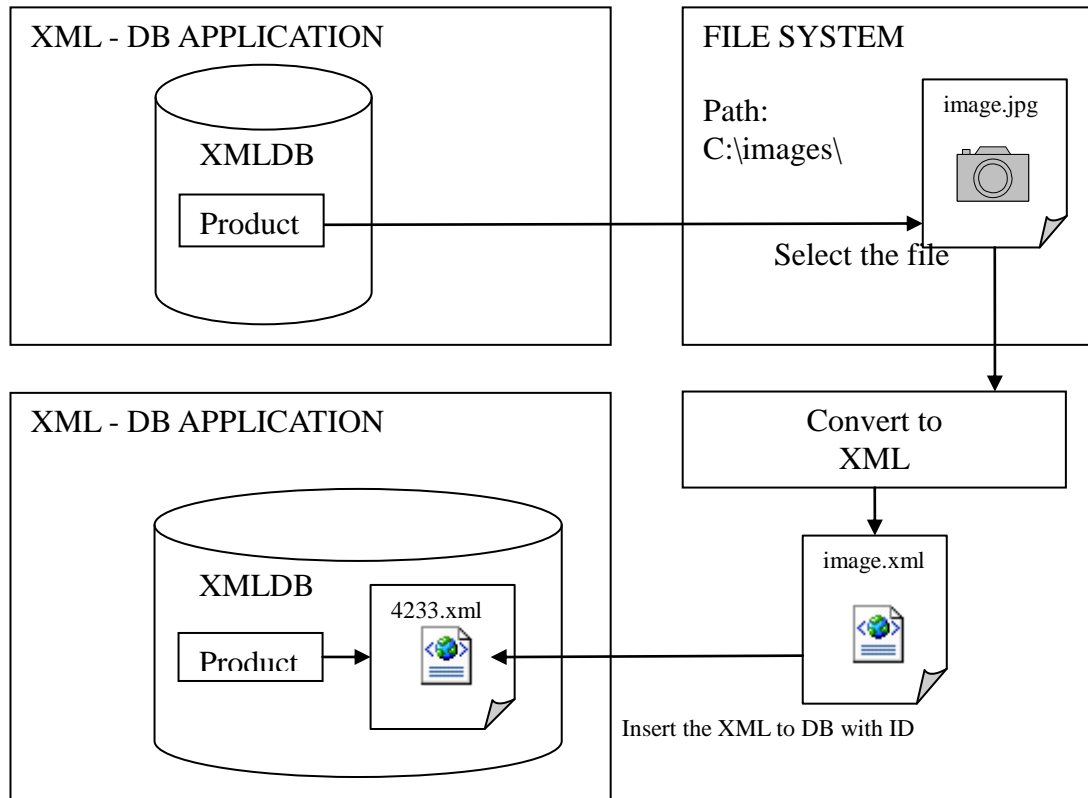 XML - DB APPLICATION
XMLDB
Product
FILE SYSTEM
Path:
C:\images\
image.jpg
Select the file
Convert to
XML
image.xml
XML - DB APPLICATION
XMLDB
Product
4233.xml
Insert the XML to DB with ID